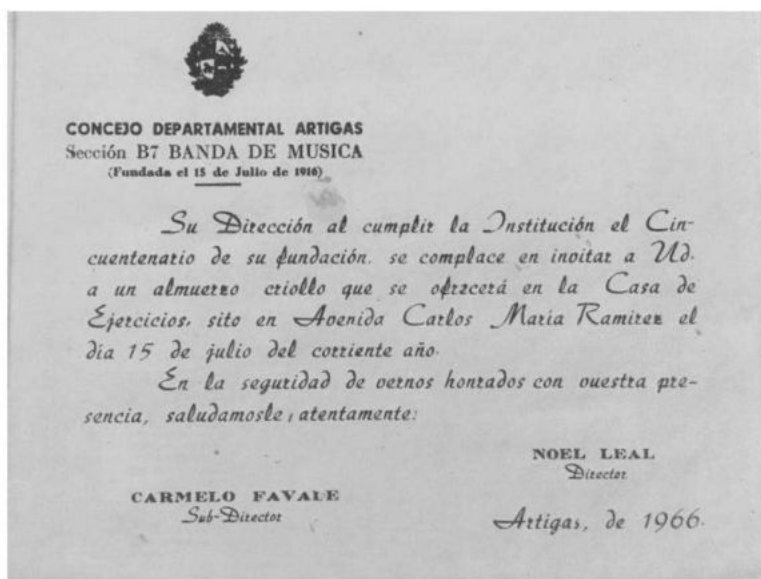 CONCEJO DEPARTAMENTAL ARTIGAS
Sección B7 BANDA DE MUSICA
(Fundada el 15 de Julio de 1916)
Su Dirección al cumplir la Institución el Cin-
cuentenario de su fundación, se complace en invitar a Ud.
a un almuerzo criollo que se ofrecerá en la Casa de
Ejercicios, sito en Avenida Carlos María Ramirez el
día 15 de julio del corriente año.
En la seguridad de vernos honrados con vuestra pre-
sencia, saludamosle, atentamente:
NOEL LEAL
Director
CARMELO FAVALE
Sub-Director
Artigas, de 1966.